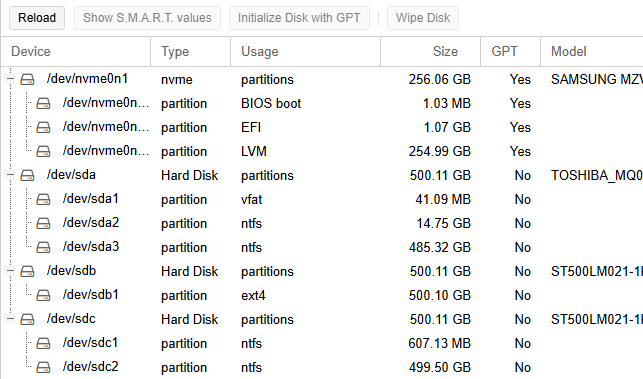 Reload Show S.M.A.R.T. values Initialize Disk with GPT Wipe Disk
Device Type Usage Size GPT Model
/dev/nvme0n1 nvme partitions 256.06 GB Yes SAMSUNG MZV
/dev/nvme0n... partition BIOS boot 1.03 MB Yes
/dev/nvme0n... partition EFI 1.07 GB Yes
/dev/nvme0n... partition LVM 254.99 GB Yes
/dev/sda Hard Disk partitions 500.11 GB No TOSHIBA_MQ0
/dev/sda1 partition vfat 41.09 MB No
/dev/sda2 partition ntfs 14.75 GB No
/dev/sda3 partition ntfs 485.32 GB No
/dev/sdb Hard Disk partitions 500.11 GB No ST500LM021-1
/dev/sdb1 partition ext4 500.10 GB No
/dev/sdc Hard Disk partitions 500.11 GB No ST500LM021-1
/dev/sdc1 partition ntfs 607.13 MB No
/dev/sdc2 partition ntfs 499.50 GB No